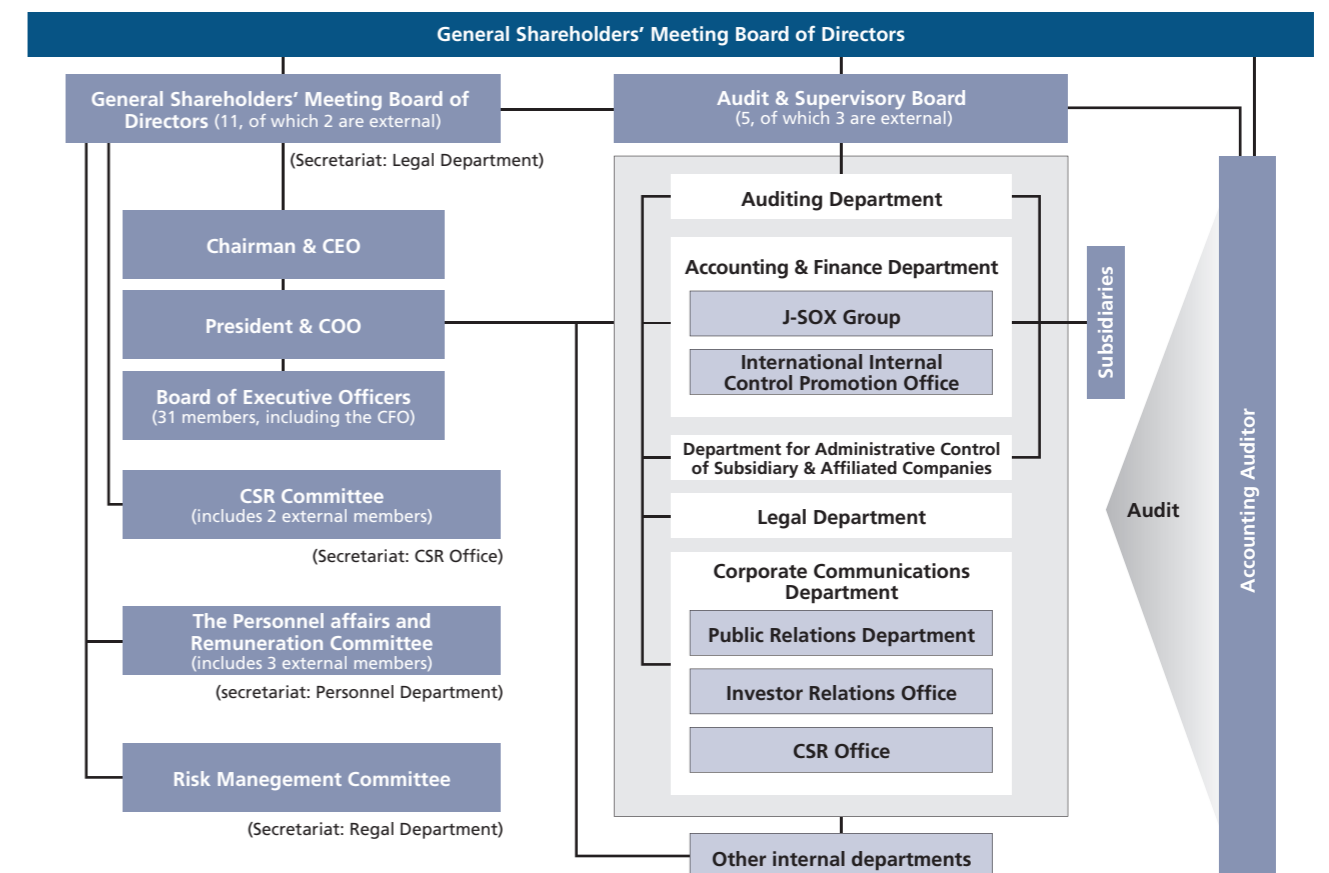 General Shareholders’ Meeting Board of Directors
General Shareholders’ Meeting Board of
Directors (11, of which 2 are external)
(Secretariat: Legal Department)
Chairman & CEO
President & COO
Board of Executive Officers
(31 members, including the CFO)
CSR Committee
(includes 2 external members)
(Secretariat: CSR Office)
The Personnel affairs and
Remuneration Committee
(includes 3 external members)
(secretariat: Personnel Department)
Risk Management Committee
(Secretariat: Regal Department)
Audit & Supervisory Board
(5, of which 3 are external)
Auditing Department
Accounting & Finance Department
J-SOX Group
International Internal
Control Promotion Office
Department for Administrative Control
of Subsidiary & Affiliated Companies
Legal Department
Corporate Communications
Department
Public Relations Department
Investor Relations Office
CSR Office
Other internal departments
Subsidiaries
Audit
Accounting Auditor